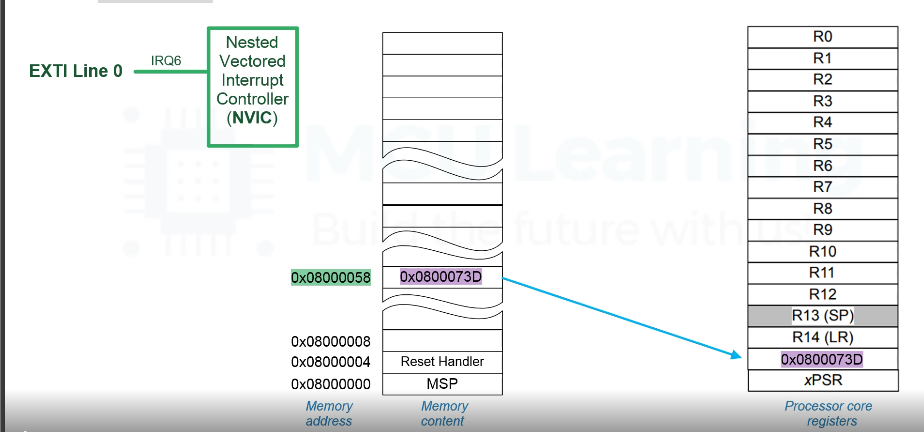 EXTI Line 0
IRQ6
Nested
Vectored
Interrupt
Controller
(NVIC)
MCU Learning
Build the future with us!
0x08000058
0x0800073D
0x08000008
0x08000004
Reset Handler
0x08000000
MSP
Memory
address
Memory
content
R0
R1
R2
R3
R4
R5
R6
R7
R8
R9
R10
R11
R12
R13 (SP)
R14 (LR)
0x0800073D
xPSR
Processor core
registers